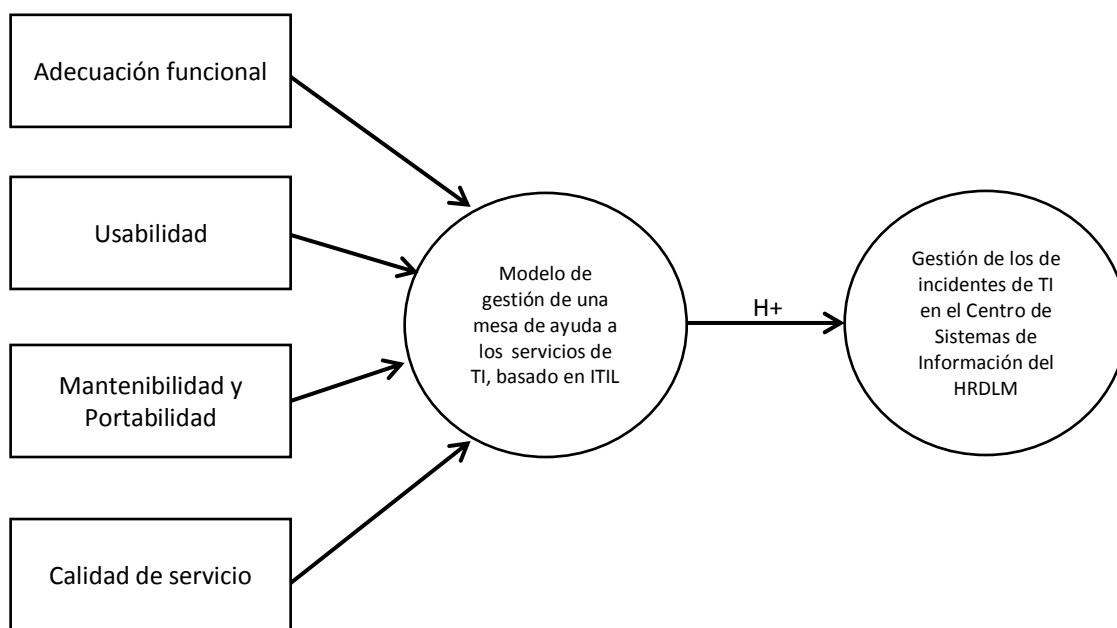 Adecuación funcional
Usabilidad
Mantenibilidad y
Portabilidad
Calidad de servicio
Modelo de
gestión de una
mesa de ayuda a
los servicios de
TI, basado en ITIL
H+
Gestión de los de
incidentes de TI
en el Centro de
Sistemas de
Información del
HRDLM